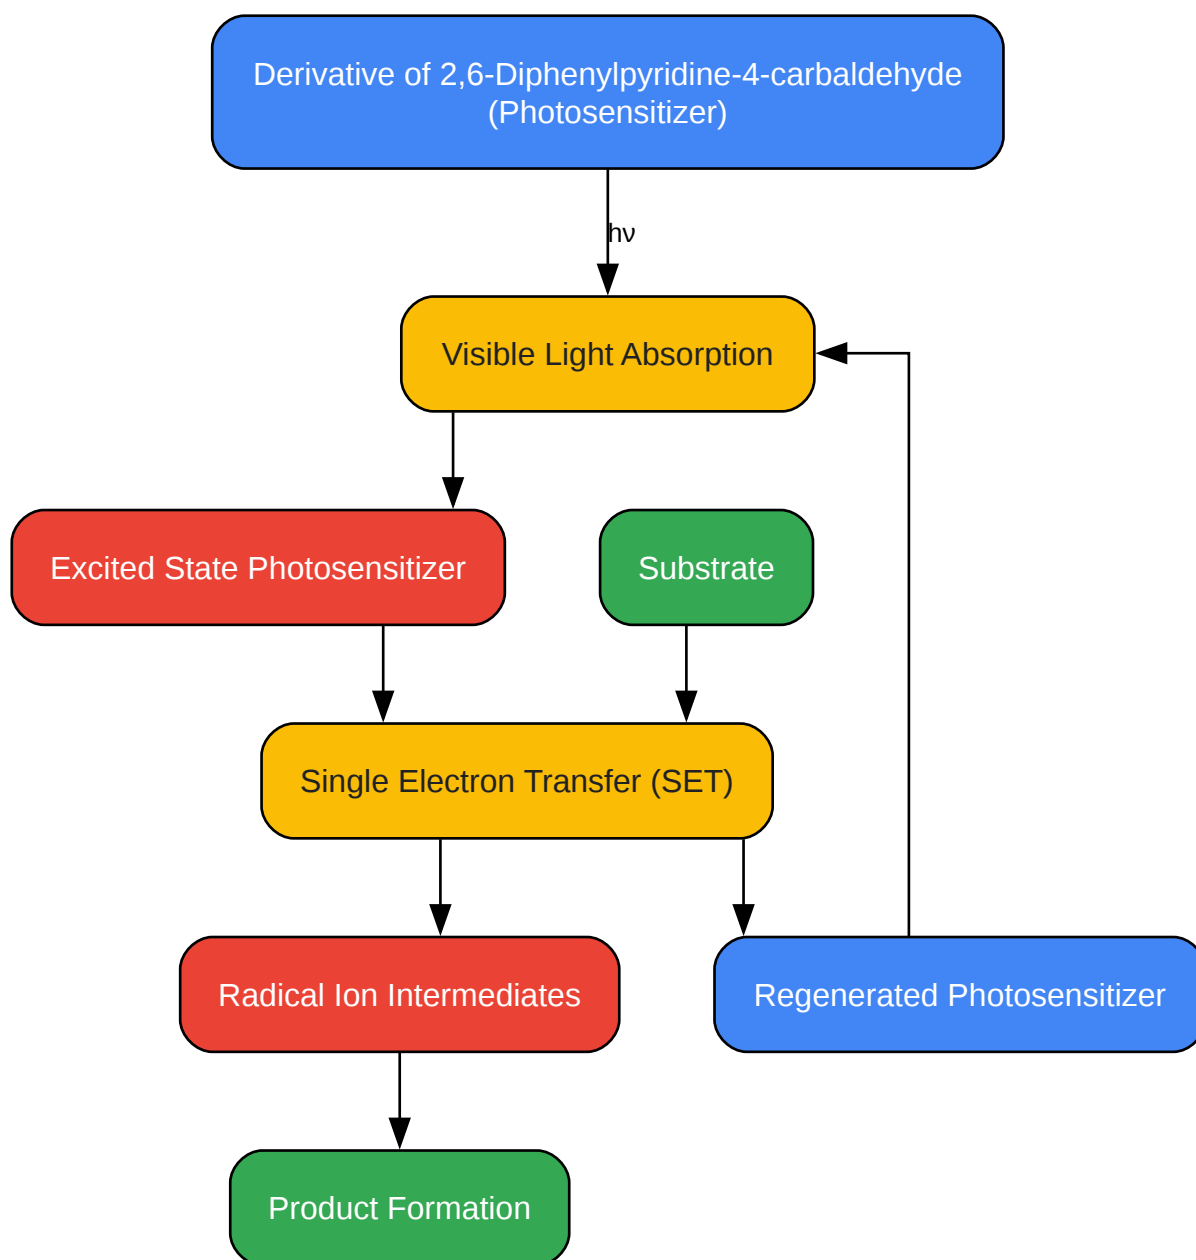 Derivative of 2,6-Diphenylpyridine-4-carbaldehyde
(Photosensitizer)
hν
Visible Light Absorption
Excited State Photosensitizer
Substrate
Single Electron Transfer (SET)
Radical Ion Intermediates
Regenerated Photosensitizer
Product Formation